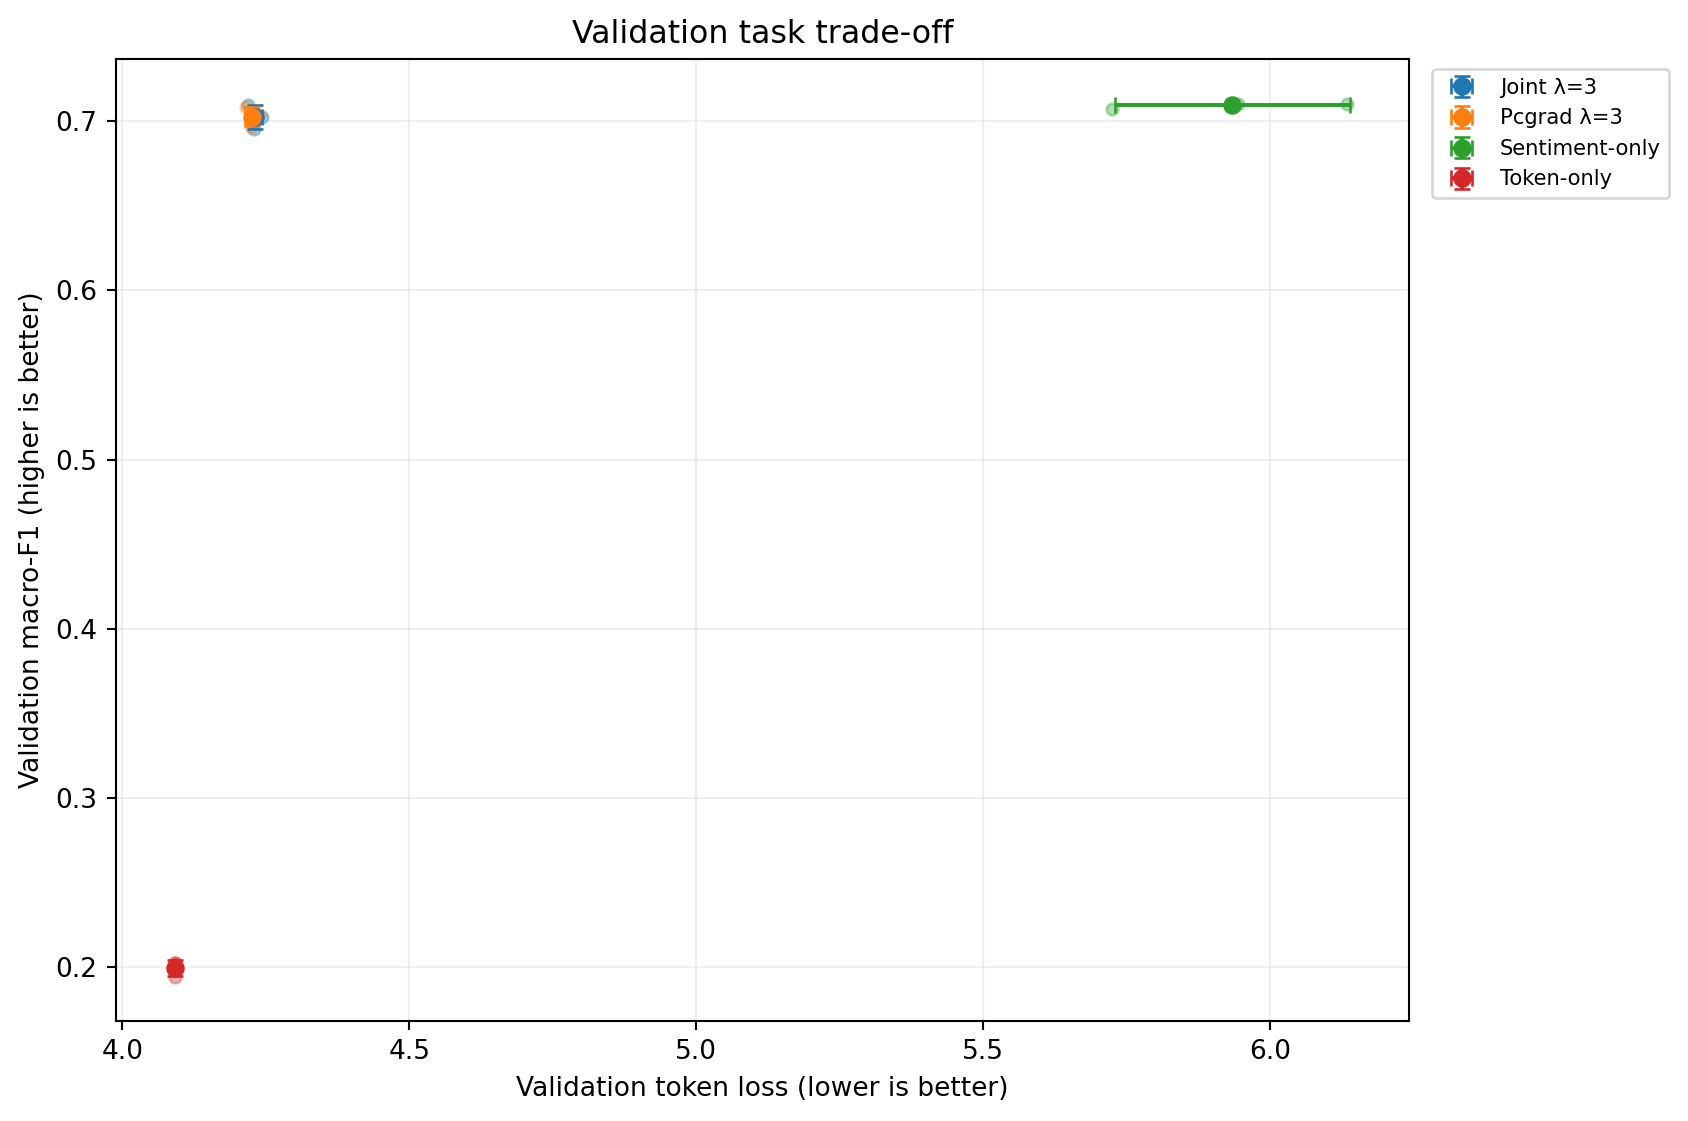 Validation task trade-off
Joint λ=3
Pcgrad λ=3
Sentiment-only
Token-only
Validation macro-F1 (higher is better)
0.7
0.6
0.5
0.4
0.3
0.2
4.0 4.5 5.0 5.5 6.0
Validation token loss (lower is better)